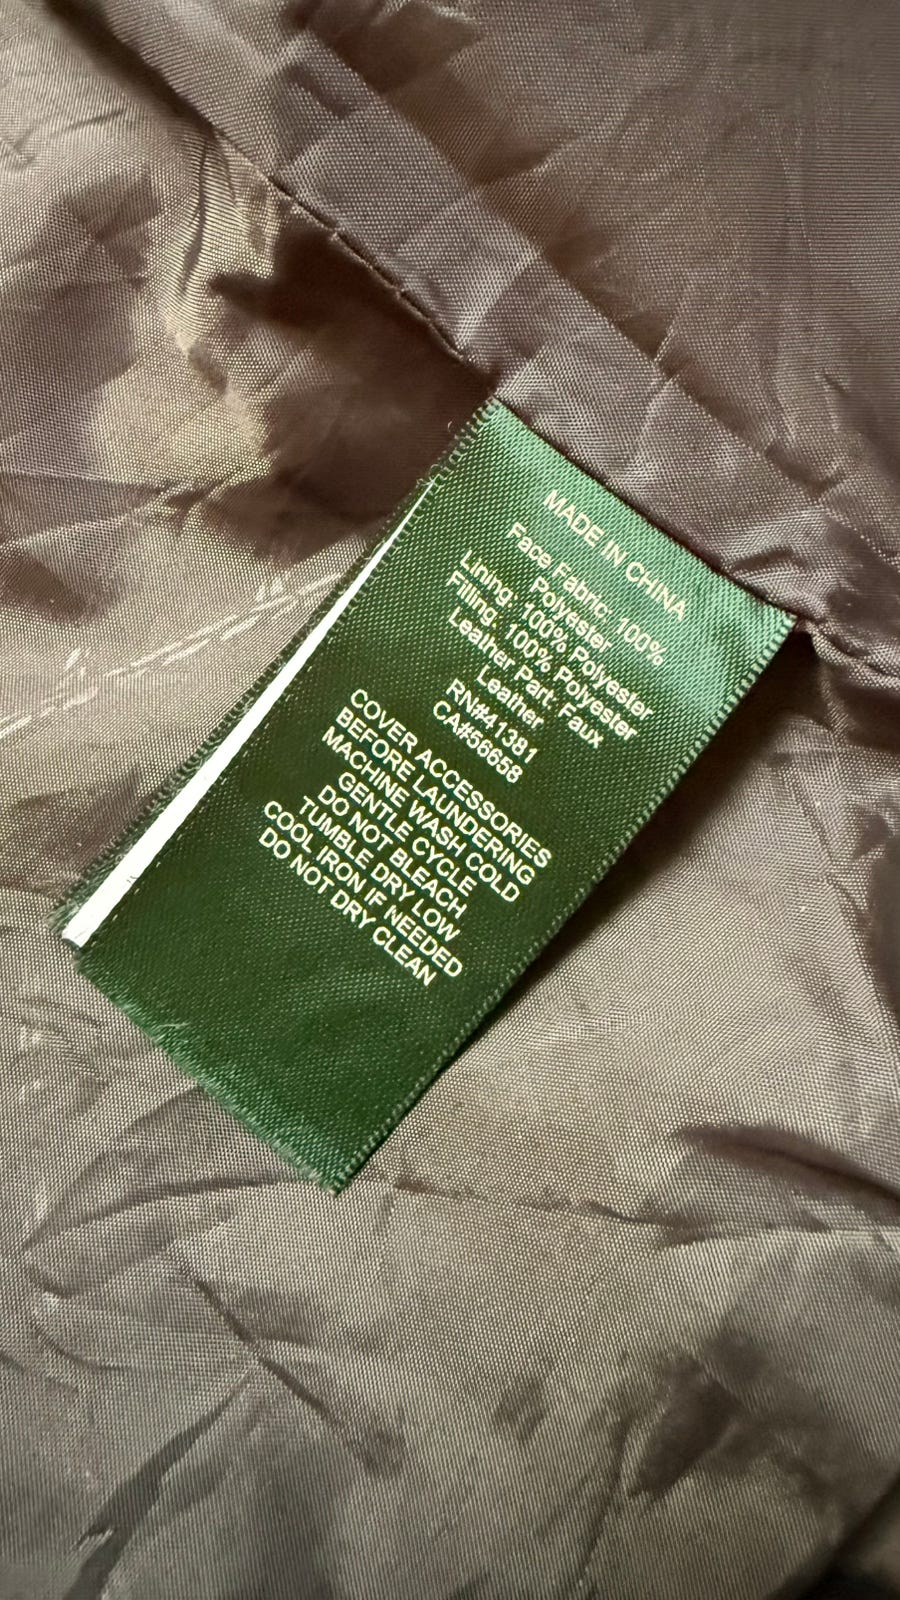 MADE IN CHINA
Face Fabric: 100%
Polyester
Lining: 100% Polyester
Filling: 100% Polyester
Leather Part: Faux
Leather
RN#41381
CA#56658
COVER ACCESSORIES
BEFORE LAUNDERING
MACHINE WASH COLD
GENTLE CYCLE
DO NOT BLEACH
TUMBLE DRY LOW
COOL IRON IF NEEDED
DO NOT DRY CLEAN